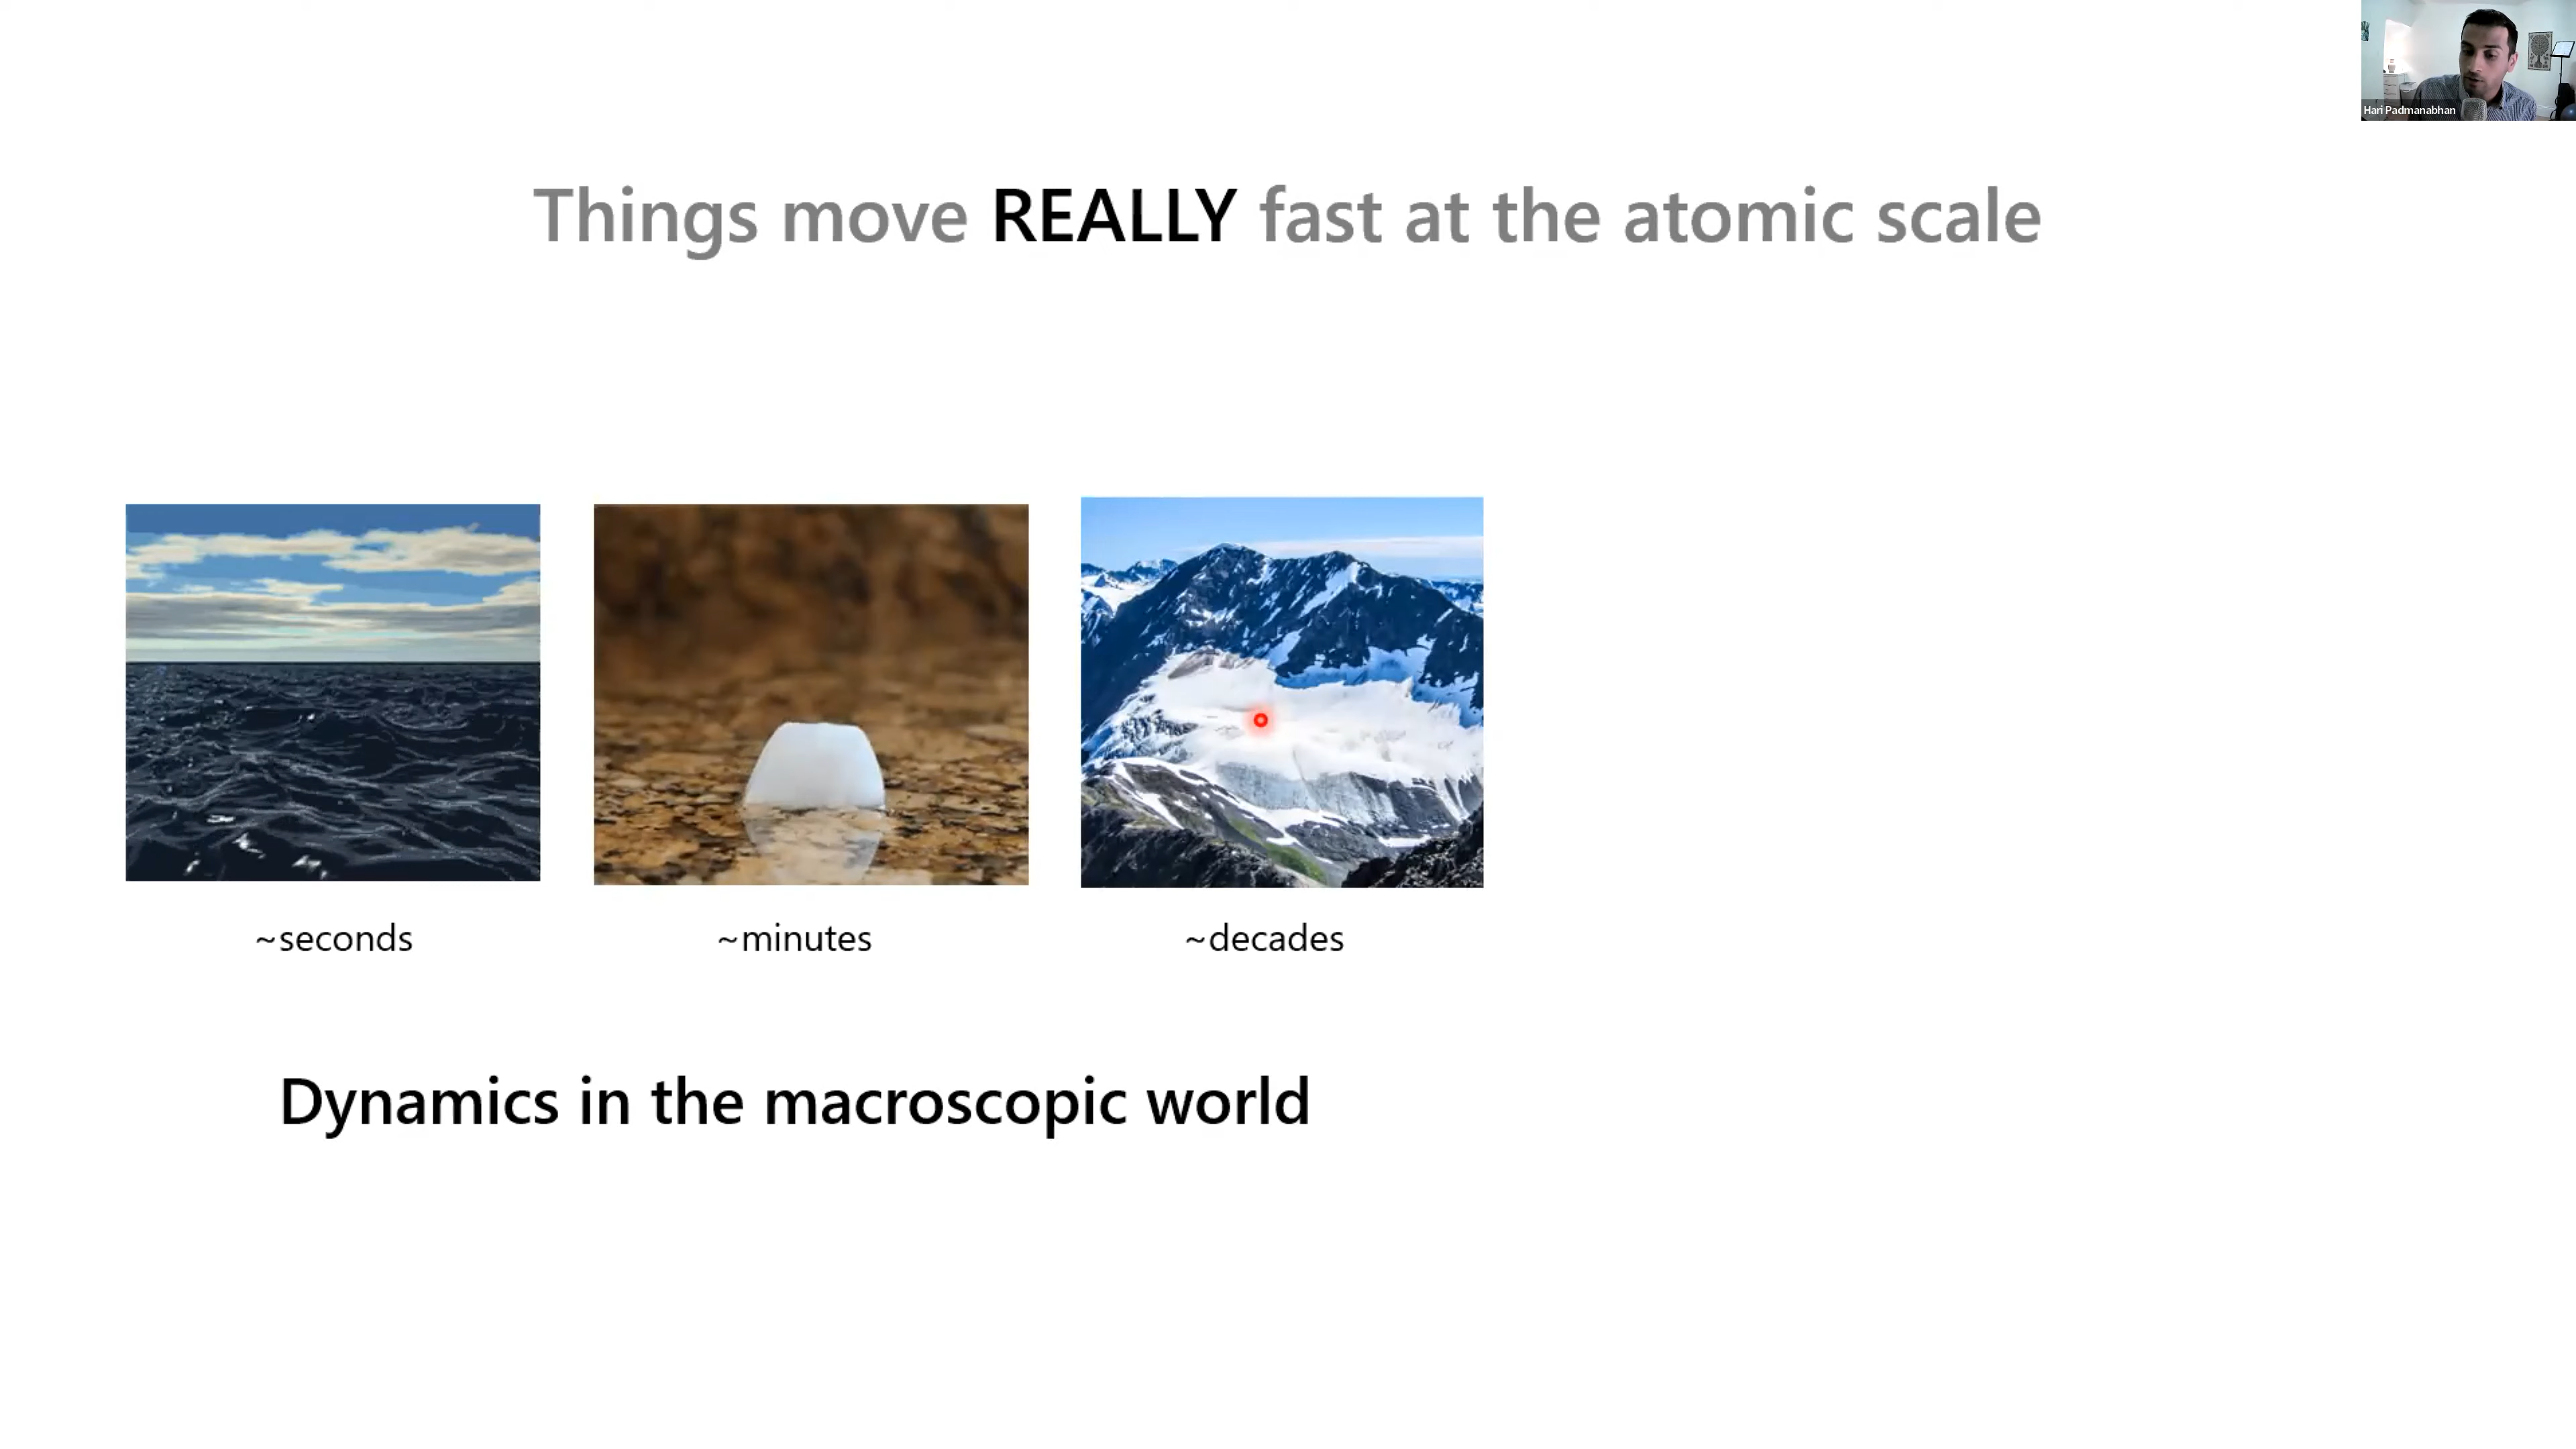 Hari Padmanabhan
Things move REALLY fast at the atomic scale
~seconds
~minutes
~decades
Dynamics in the macroscopic world